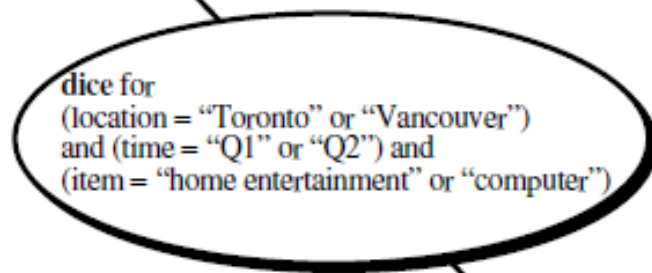 dice for
(location = “Toronto” or “Vancouver”)
and (time = “Q1” or “Q2”) and
(item = “home entertainment” or “computer”)